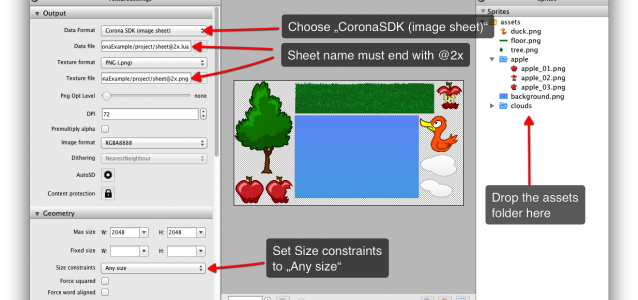 TextureSettings
Sprites
▼ Output
▼ Sprites
Data Format Corona SDK (image sheet)
Choose „CoronaSDK (image sheet)“
assets
duck.png
floor.png
tree.png
apple
apple_01.png
apple_02.png
apple_03.png
background.png
clouds
Data file onaExample/project/sheet@2x.lua
Sheet name must end with @2x
Texture format PNG (.png)
Texture file naExample/project/sheet@2x.png
Png Opt Level none
DPI 72
Premultiply alpha
Image format RGBA8888
Dithering NearestNeighbour
AutoSD
Content protection
Drop the assets
folder here
▼ Geometry
Max size W: 2048 H: 2048
Fixed size W: H:
Set Size constraints
to „Any size“
Size constraints Any size
Force squared
Force word aligned